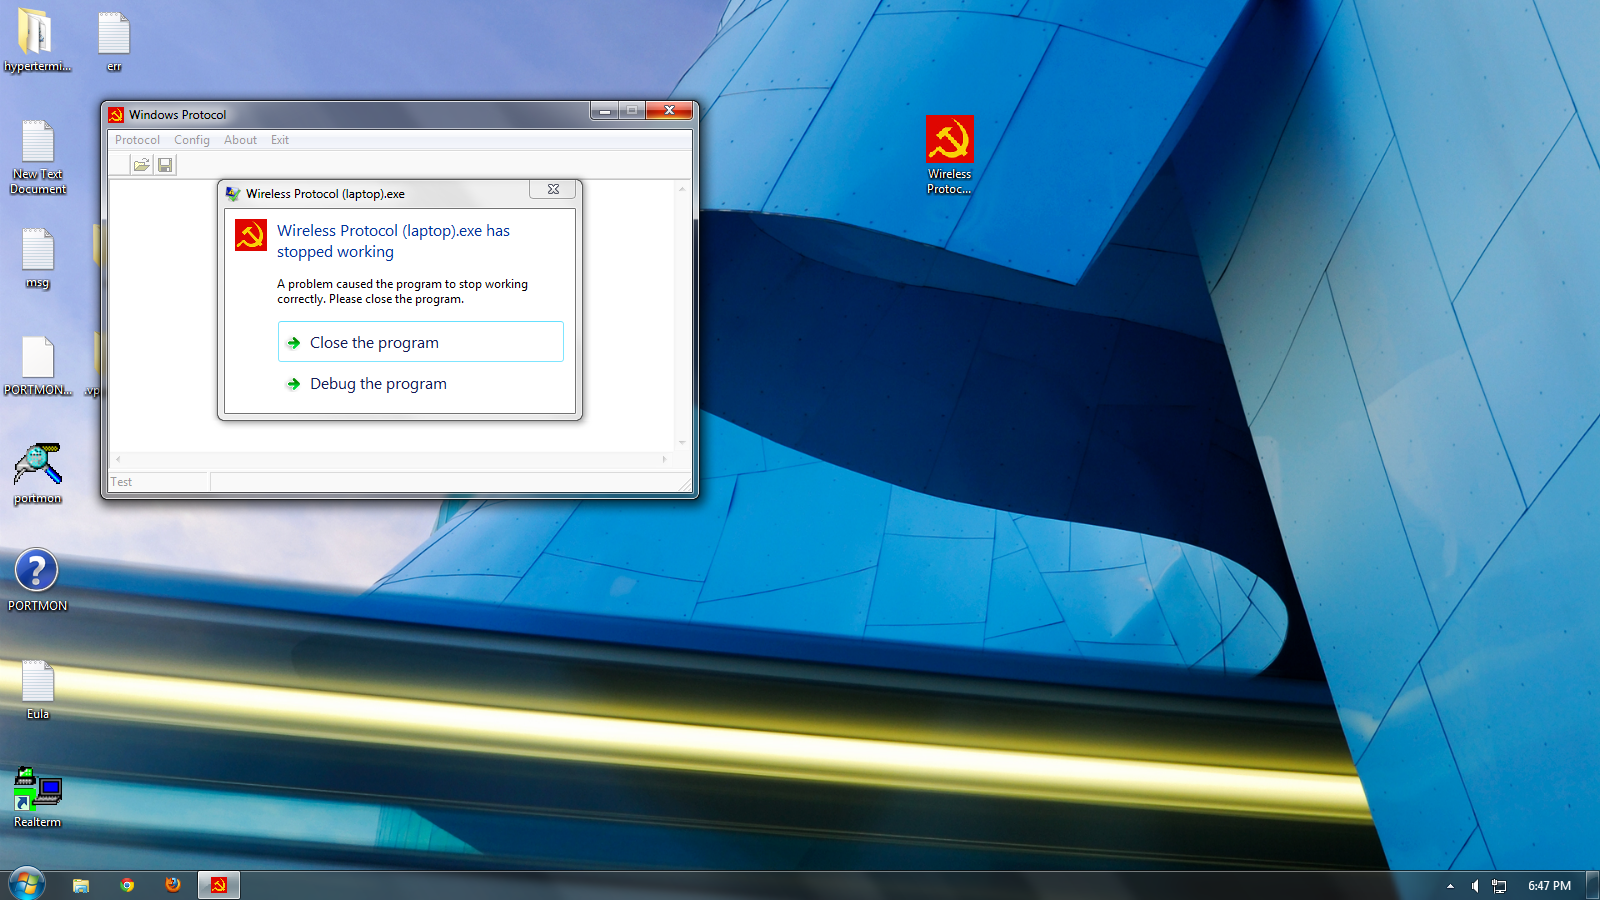 hypertermi...
err
New Text
Document
msg
PORTMON...
.vp
portmon
PORTMON
Eula
Realterm
Windows Protocol
Protocol Config About Exit
Wireless Protocol (laptop).exe
Wireless Protocol (laptop).exe has
stopped working
A problem caused the program to stop working
correctly. Please close the program.
Close the program
Debug the program
Test
Wireless
Protoc...
6:47 PM